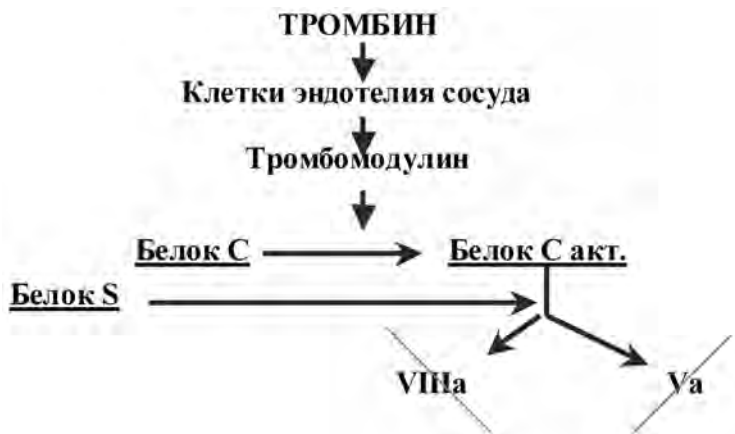 ТРОМБИН
Клетки эндотелия сосуда
Тромбомодулин
Белок С
Белок С акт.
Белок S
VIIIa
Va